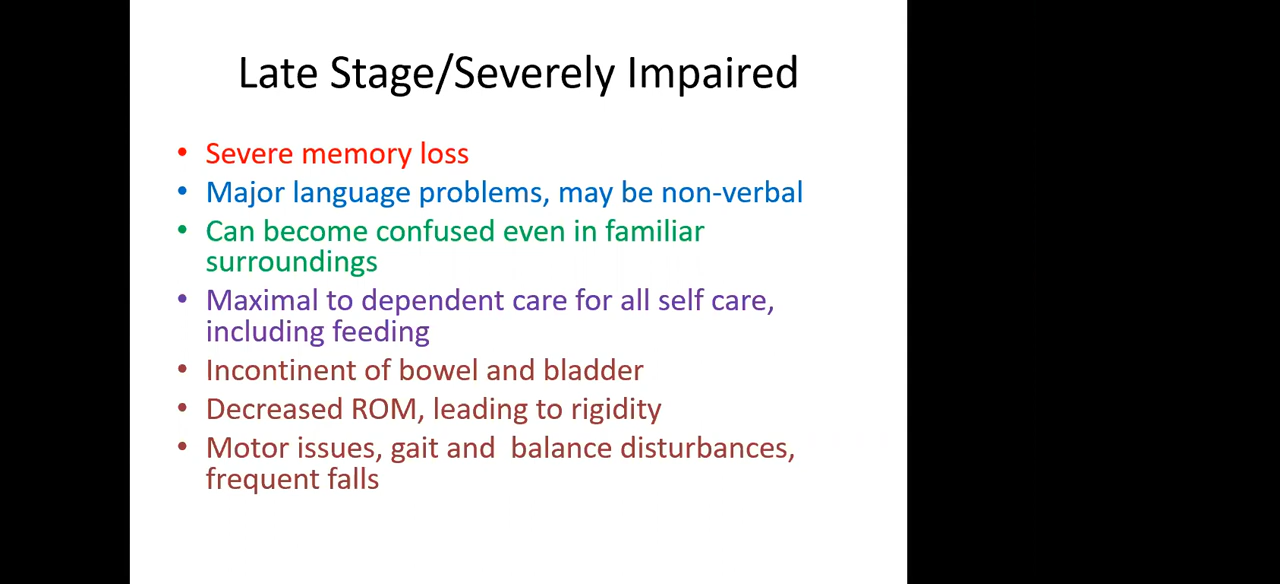 Late Stage/Severely Impaired
• Severe memory loss
• Major language problems, may be non-verbal
• Can become confused even in familiar
surroundings
• Maximal to dependent care for all self care,
including feeding
• Incontinent of bowel and bladder
• Decreased ROM, leading to rigidity
• Motor issues, gait and  balance disturbances,
frequent falls